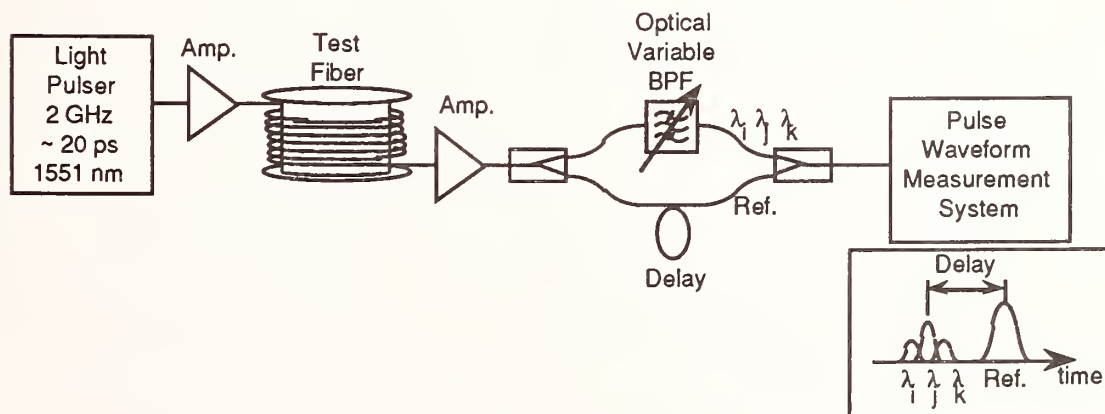 Light
Pulser
2 GHz
~ 20 ps
1551 nm
Amp.
Test
Fiber
Amp.
Optical
Variable
BPF
λi λj λk
Ref.
Delay
Pulse
Waveform
Measurement
System
Delay
λi λj λk Ref. time